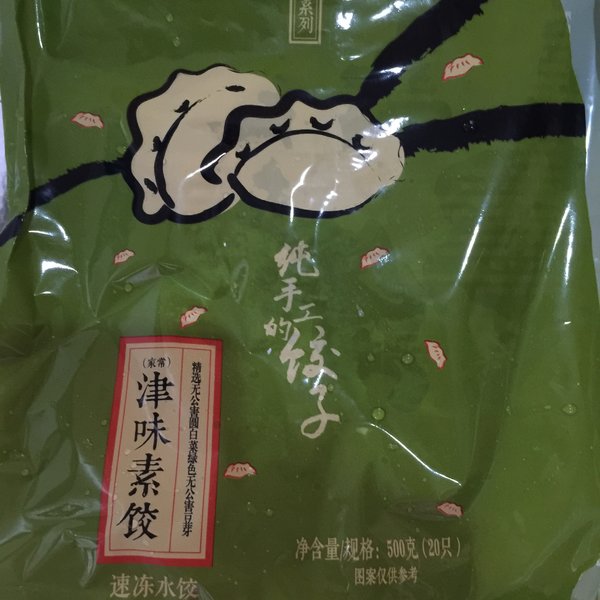 系列
纯手工的饺子
(家常)
津味素饺
精选无公害圆白菜绿色无公害豆芽
净含量/规格: 500克(20只)
图案仅供参考
速冻水饺